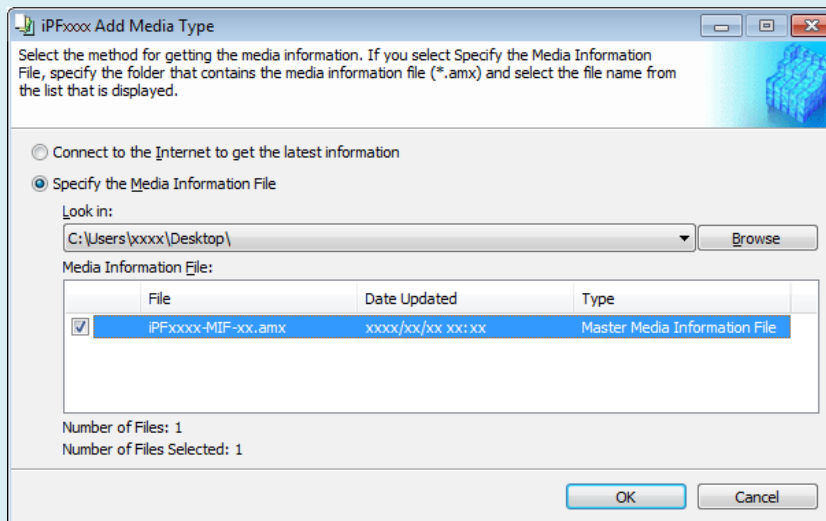 iPFxxxx Add Media Type
Select the method for getting the media information. If you select Specify the Media Information
File, specify the folder that contains the media information file (*.amx) and select the file name from
the list that is displayed.
Connect to the Internet to get the latest information
Specify the Media Information File
Look in:
C:\Users\xxxx\Desktop\ Browse
Media Information File:
File Date Updated Type
iPFxxxx-MIF-xx.amx xxxx/xx/xx xx:xx Master Media Information File
Number of Files: 1
Number of Files Selected: 1
OK Cancel